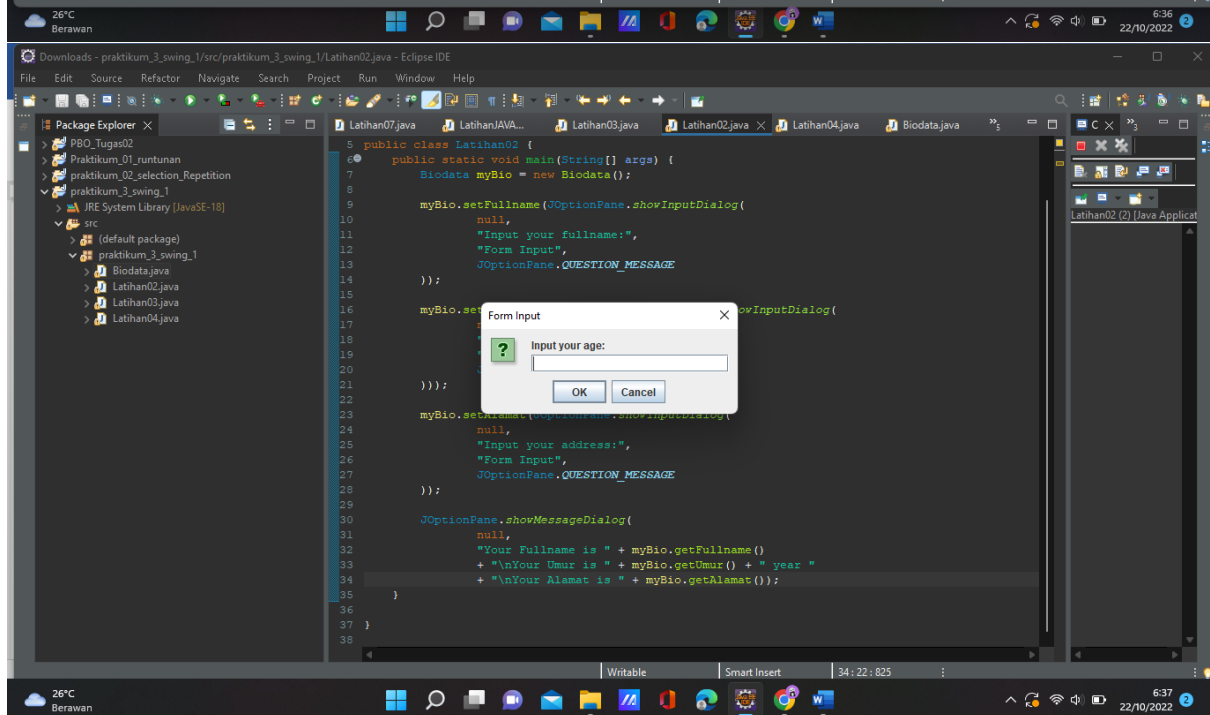 26°C
Berawan
6:36
22/10/2022
2
Downloads - praktikum_3_swing_1/src/praktikum_3_swing_1/Latihan02.java - Eclipse IDE
File Edit Source Refactor Navigate Search Project Run Window Help
Package Explorer
PBO_Tugas02
Praktikum_01_runtunan
praktikum_02_selection_Repetition
praktikum_3_swing_1
JRE System Library [JavaSE-18]
src
(default package)
praktikum_3_swing_1
Biodata.java
Latihan02.java
Latihan03.java
Latihan04.java
Latihan07.java LatihanJAVA... Latihan03.java Latihan02.java Latihan04.java Biodata.java »5
5 public class Latihan02 {
6 public static void main(String[] args) {
7 Biodata myBio = new Biodata();
8
9 myBio.setFullname(JOptionPane.showInputDialog(
10 null,
11 "Input your fullname:",
12 "Form Input",
13 JOptionPane.QUESTION_MESSAGE
14 ));
15
16 myBio.set owInputDialog(
17
18
19
20
21 )));
22
23 myBio.setAlamat(JOptionPane.showInputDialog(
24 null,
25 "Input your address:",
26 "Form Input",
27 JOptionPane.QUESTION_MESSAGE
28 ));
29
30 JOptionPane.showMessageDialog(
31 null,
32 "Your Fullname is " + myBio.getFullname()
33 + "\nYour Umur is " + myBio.getUmur() + " year "
34 + "\nYour Alamat is " + myBio.getAlamat());
35 }
36
37 }
38
Form Input
Input your age:
OK Cancel
C »3
Latihan02 (2) [Java Applicat
Writable Smart Insert 34 : 22 : 825
26°C
Berawan
6:37
22/10/2022
2